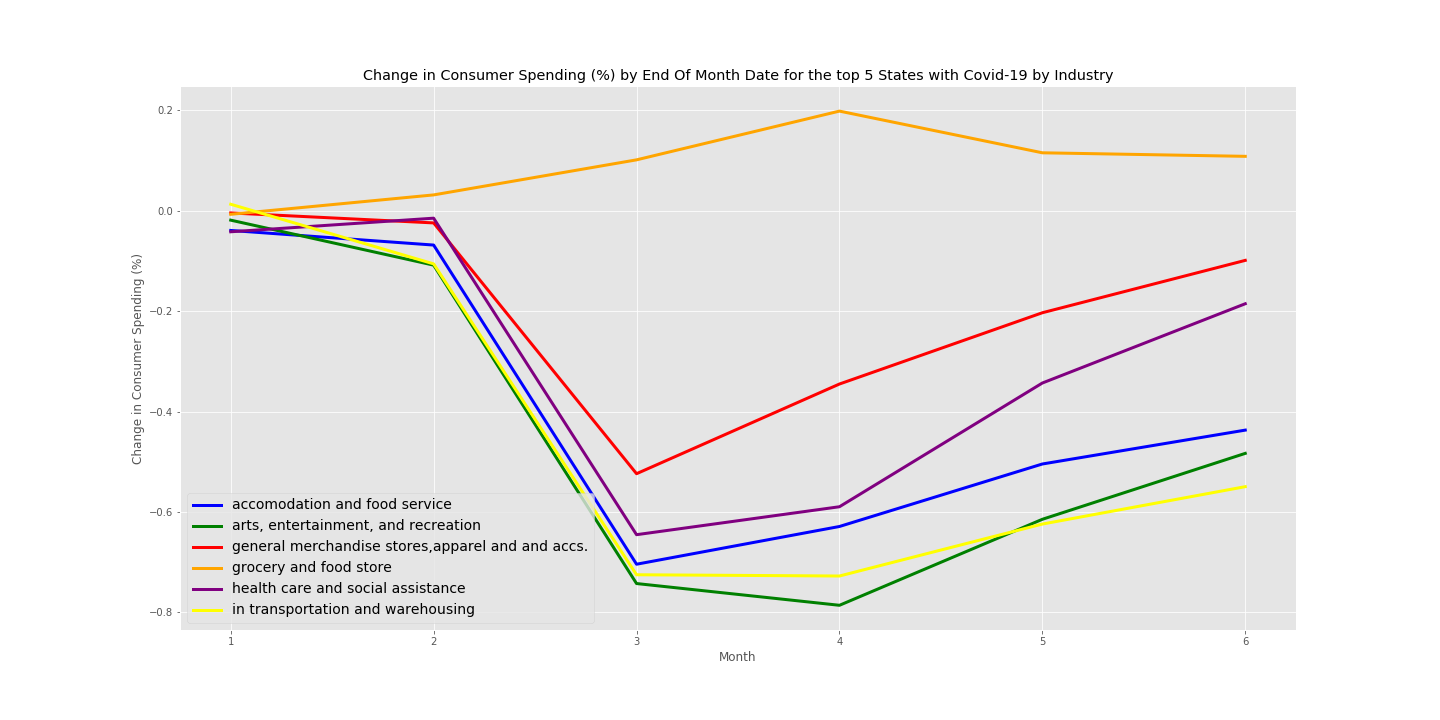 Change in Consumer Spending (%) by End Of Month Date for the top 5 States with Covid-19 by Industry
Change in Consumer Spending (%)
0.2
0.0
−0.2
−0.4
−0.6
−0.8
accomodation and food service
arts, entertainment, and recreation
general merchandise stores,apparel and and accs.
grocery and food store
health care and social assistance
in transportation and warehousing
1 2 3 4 5 6
Month